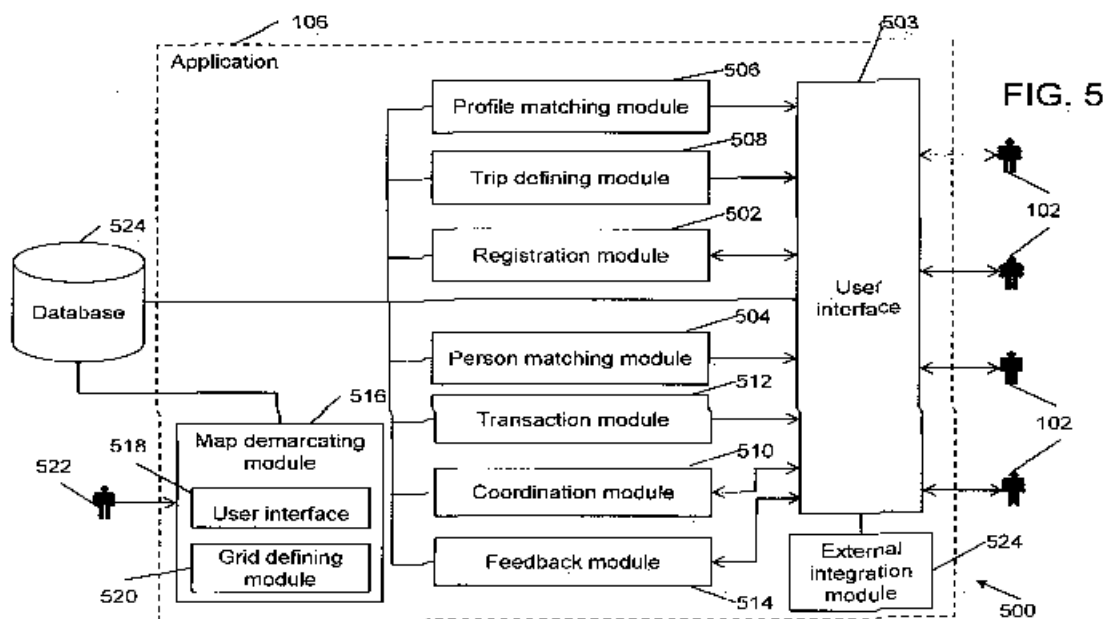 106
503
Application
506
FIG. 5
Profile matching module
508
Trip defining module
524
502
102
Registration module
Database
User
interface
504
Person matching module
516
512
Map demarcating
module
Transaction module
518
510
102
522
User interface
Coordination module
Grid defining
module
Feedback module
External
integration
module
524
520
514
500